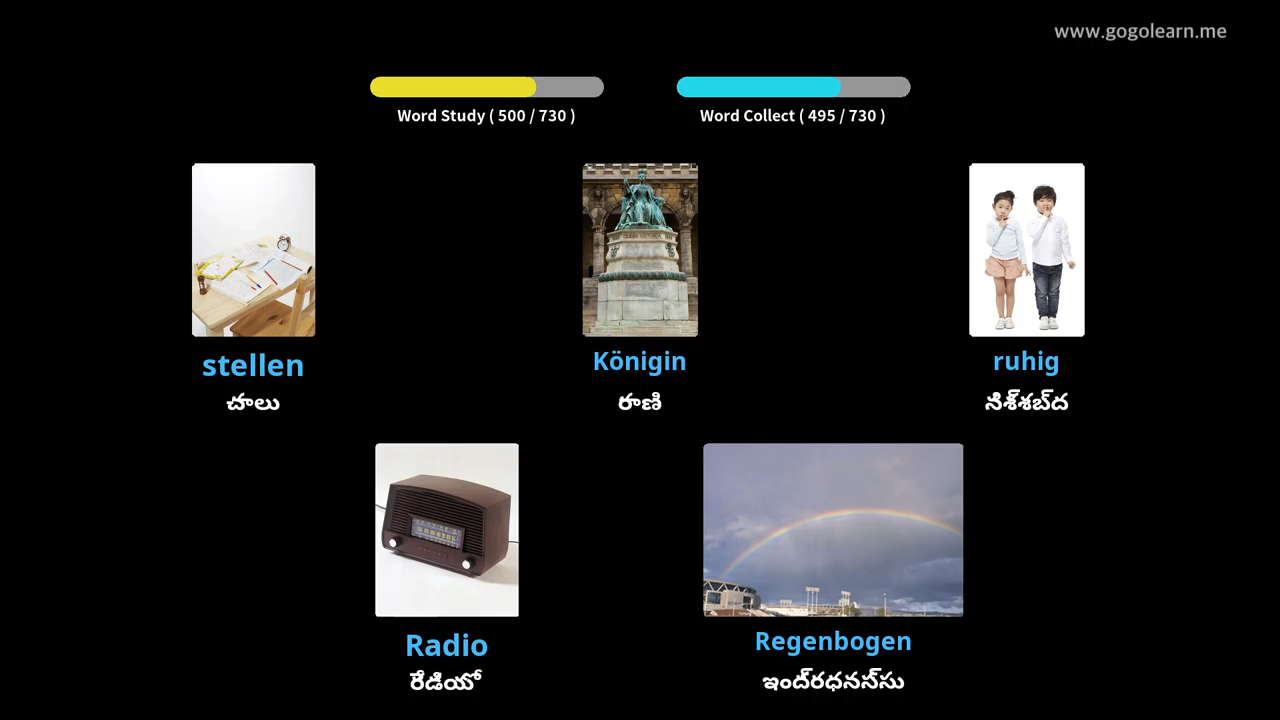 www.gogolearn.me
Word Study ( 500 / 730 )
Word Collect ( 495 / 730 )
stellen
చాలు
Königin
రాణి
ruhig
నిశ్‌శబ్‌ద
Radio
రేడియో
Regenbogen
ఇంద్‌రధనస్‌సు